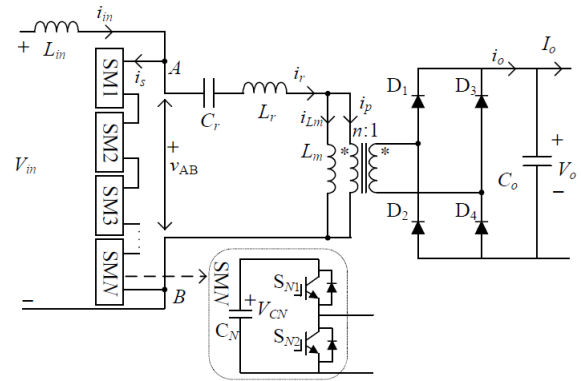 i_in
+
L_in
i_s
A
SM1
SM2
SM3
SMN
V_in
+
v_AB
C_r
L_r
i_r
i_Lm
i_p
L_m
n:1
*
*
D_1
D_3
D_2
D_4
i_o
I_o
C_o
+
V_o
−
−
B
SMN
+
V_CN
C_N
S_N1
S_N2